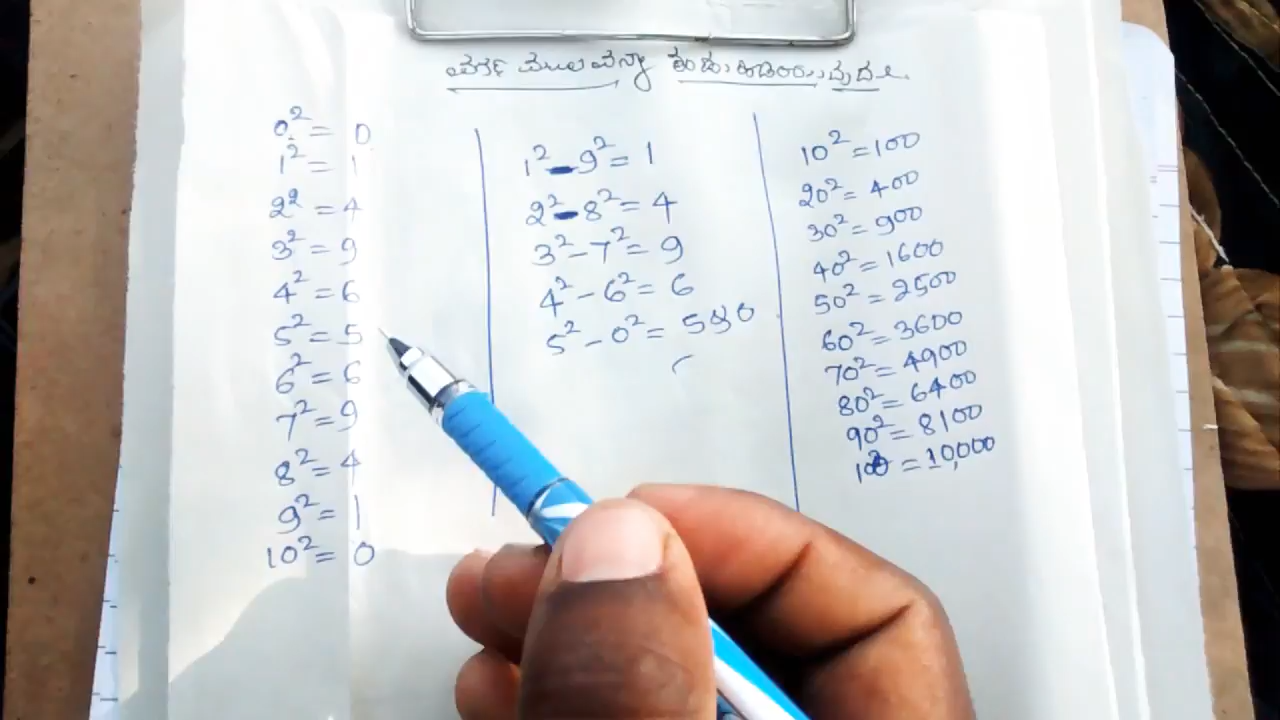 ವರ್ಗ ಮೂಲವನ್ನು ಕಂಡು ಹಿಡಿಯುವುದು.
0² = 0
1² = 1
2² = 4
3² = 9
4² = 6
5² = 5
6² = 6
7² = 9
8² = 4
9² = 1
10² = 0
1² - 9² = 1
2² - 8² = 4
3² - 7² = 9
4² - 6² = 6
5² - 0² = 5 & 0
10² = 100
20² = 400
30² = 900
40² = 1600
50² = 2500
60² = 3600
70² = 4900
80² = 6400
90² = 8100
100² = 10,000